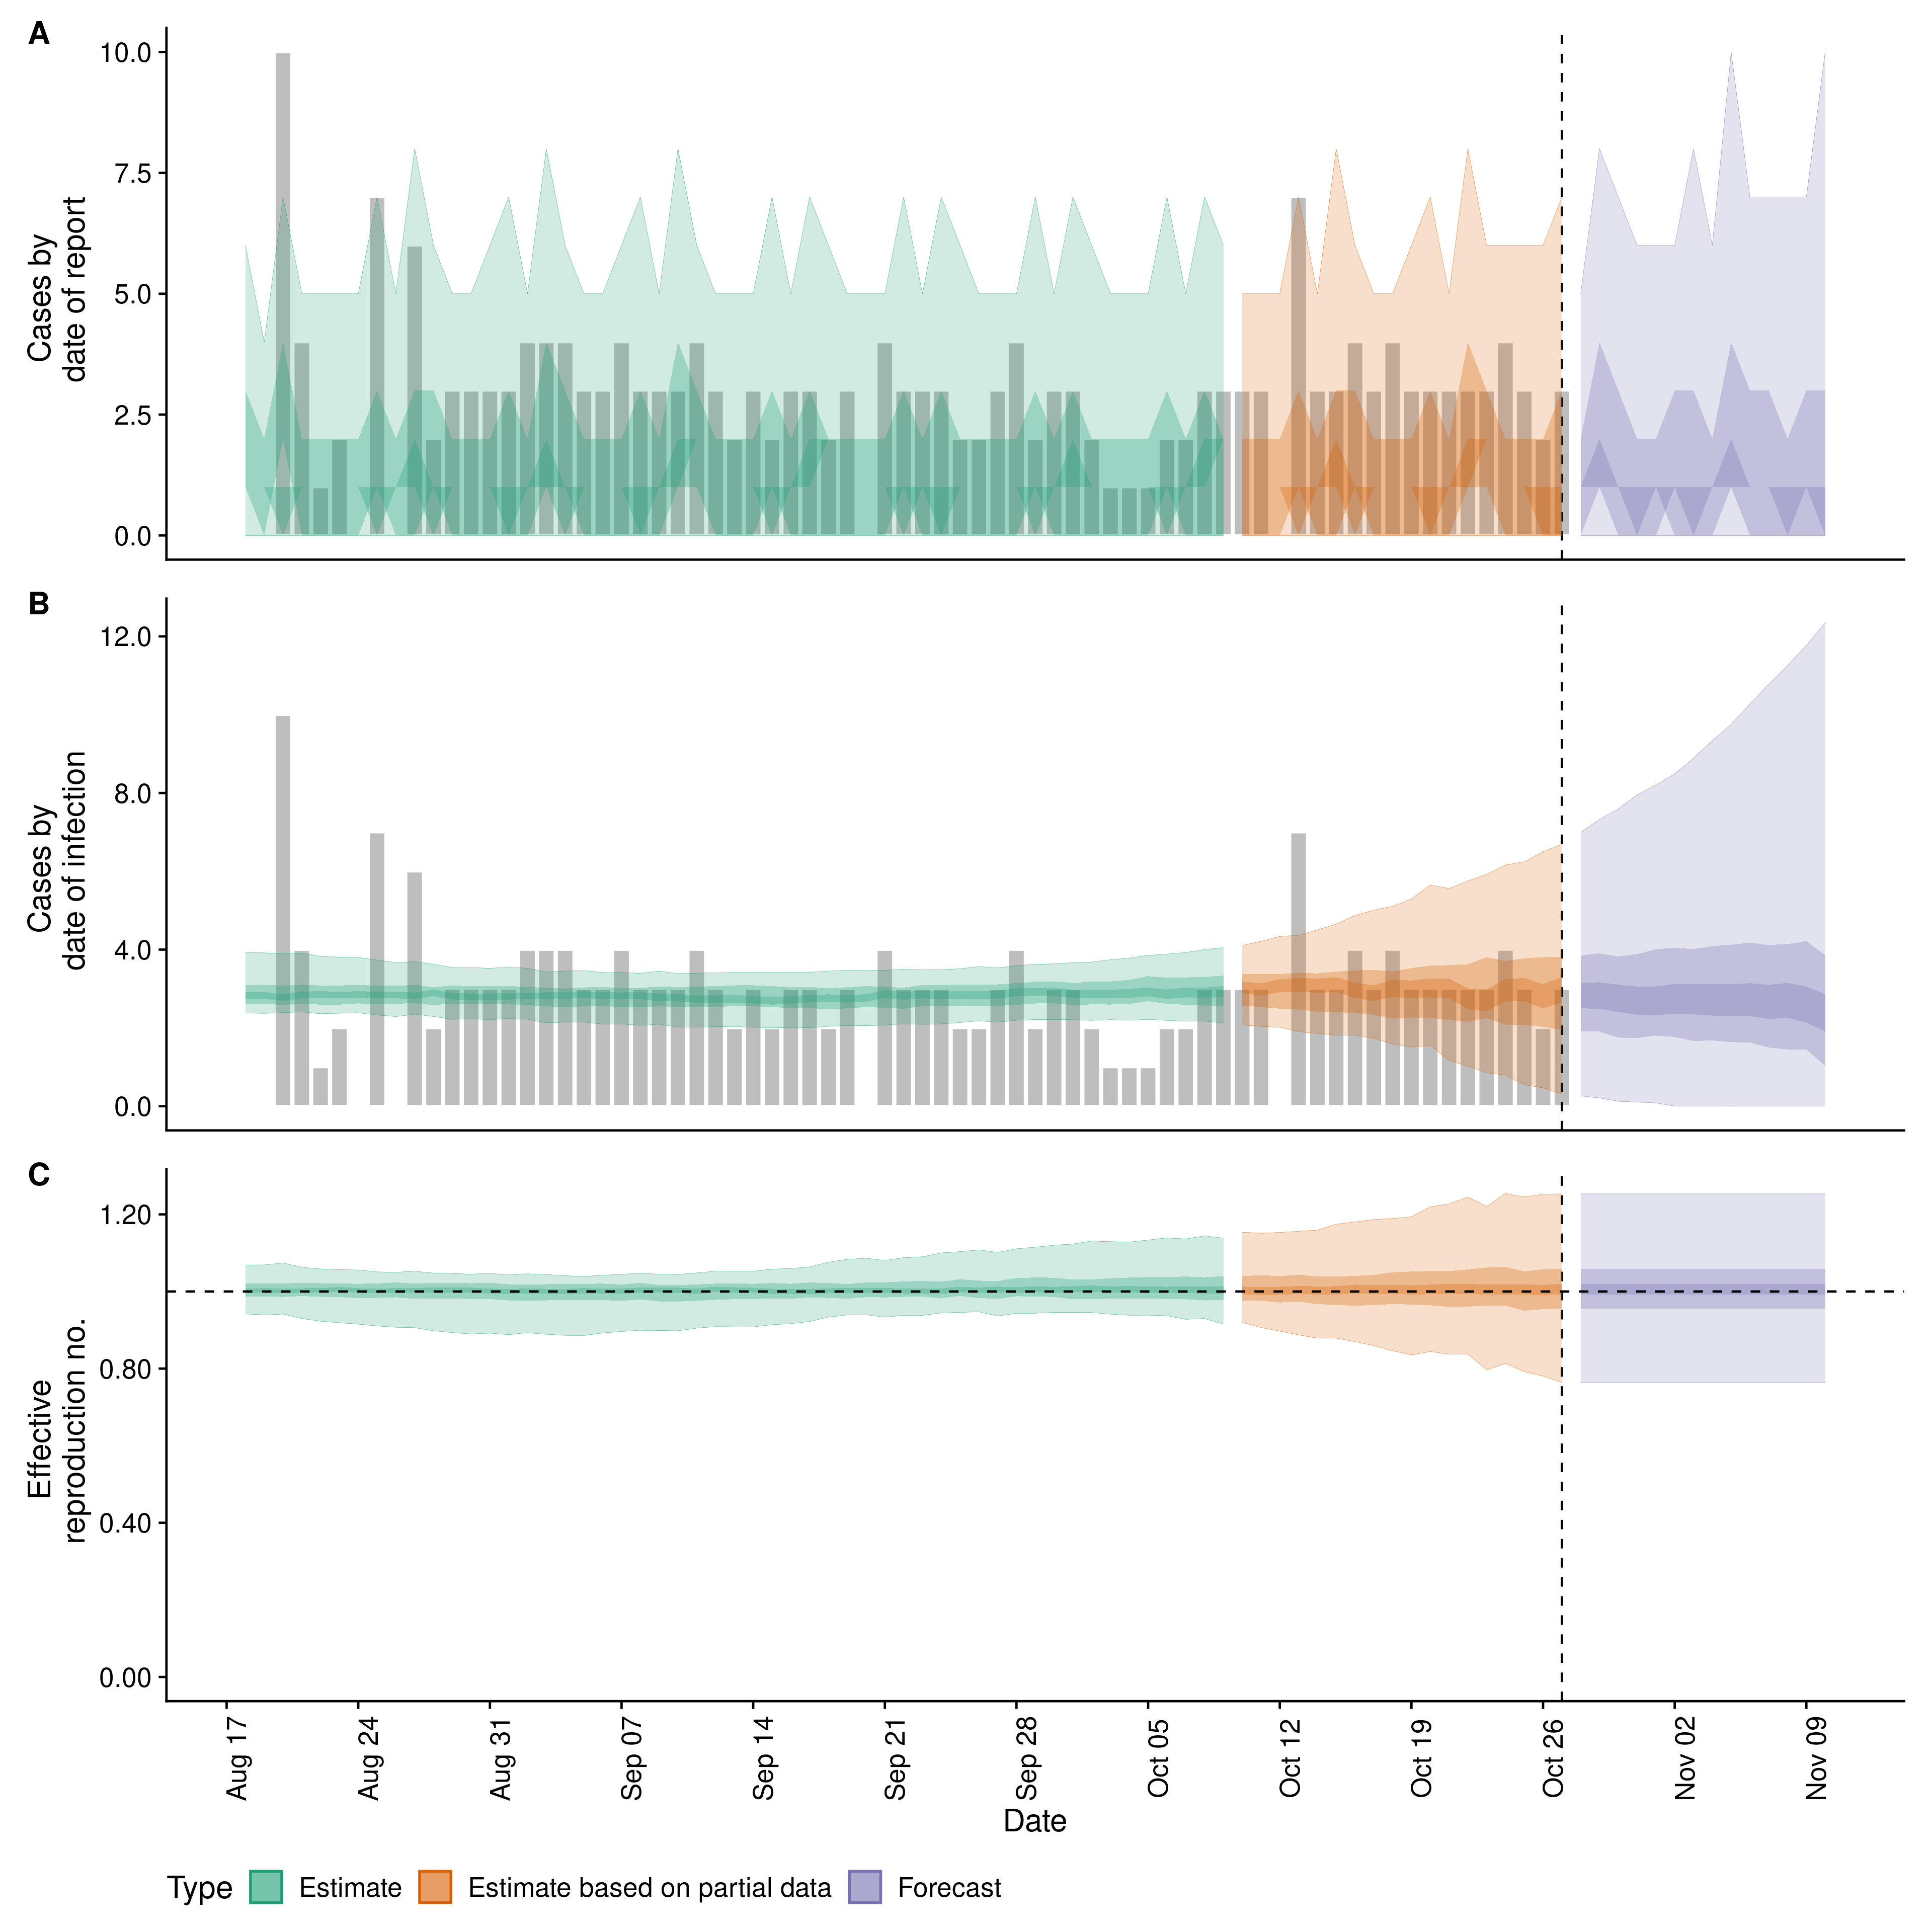 A
10.0
7.5
5.0
2.5
0.0
Cases by
date of report
B
12.0
8.0
4.0
0.0
Cases by
date of infection
C
1.20
0.80
0.40
0.00
Effective
reproduction no.
Aug 17
Aug 24
Aug 31
Sep 07
Sep 14
Sep 21
Sep 28
Oct 05
Oct 12
Oct 19
Oct 26
Nov 02
Nov 09
Date
Type
Estimate
Estimate based on partial data
Forecast